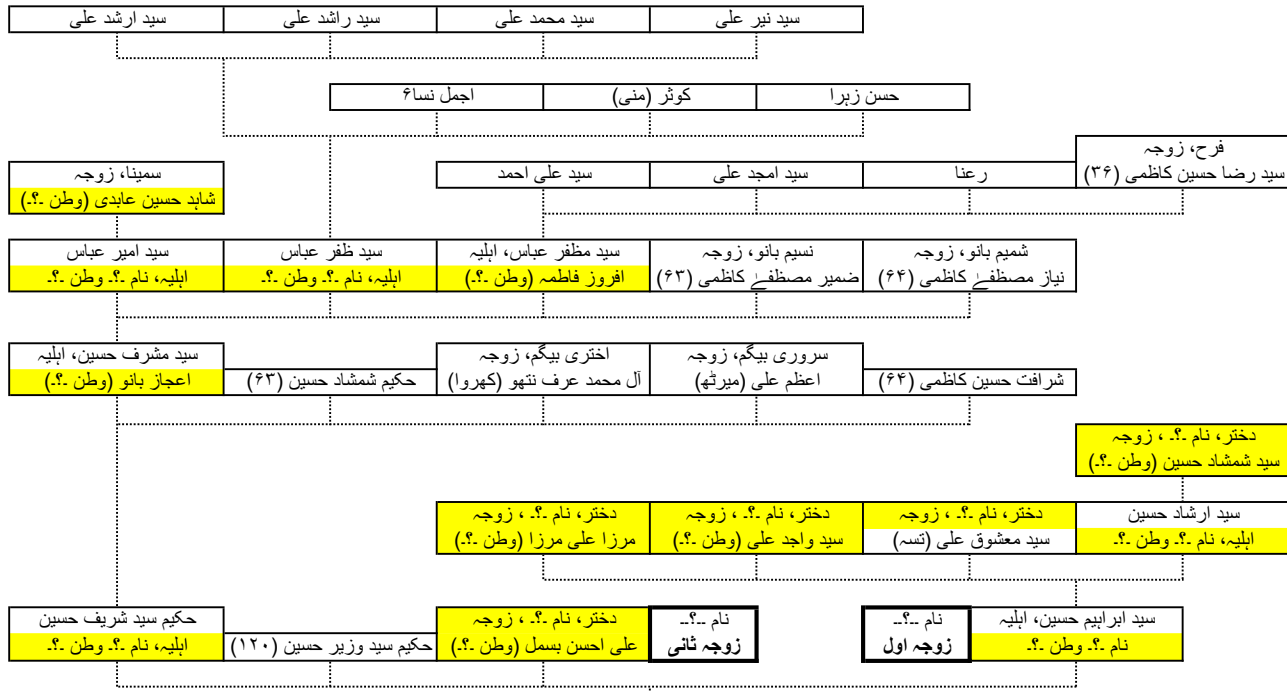 سید نیر علی
سید محمد علی
سید راشد علی
سید ارشد علی
حسن زہرا
کوثر (منی)
اجمل نساء۶
فرح، زوجہ
سید رضا حسین کاظمی (۳۶)
رعنا
سید امجد علی
سید علی احمد
سمینا، زوجہ
شاہد حسین عابدی (وطن ۔؟۔)
شمیم بانو، زوجہ
نیاز مصطفےٰ کاظمی (۶۴)
نسیم بانو، زوجہ
ضمیر مصطفےٰ کاظمی (۶۳)
سید مظفر عباس، اہلیہ
افروز فاطمہ (وطن ۔؟۔)
سید ظفر عباس
اہلیہ، نام ۔؟۔ وطن ۔؟۔
سید امیر عباس
اہلیہ، نام ۔؟۔ وطن ۔؟۔
شرافت حسین کاظمی (۶۴)
سروری بیگم، زوجہ
اعظم علی (میرٹھ)
اختری بیگم، زوجہ
آل محمد عرف نتھو (کھروا)
حکیم شمشاد حسین (۶۳)
سید مشرف حسین، اہلیہ
اعجاز بانو (وطن ۔؟۔)
دختر، نام ۔؟۔ ، زوجہ
سید شمشاد حسین (وطن ۔؟۔)
سید ارشاد حسین
اہلیہ، نام ۔؟۔ وطن ۔؟۔
دختر، نام ۔؟۔ ، زوجہ
سید معشوق علی (تسہ)
دختر، نام ۔؟۔ ، زوجہ
سید واجد علی (وطن ۔؟۔)
دختر، نام ۔؟۔ ، زوجہ
مرزا علی مرزا (وطن ۔؟۔)
سید ابراہیم حسین، اہلیہ
نام ۔؟۔ وطن ۔؟۔
نام ۔۔؟۔۔
زوجہ اول
نام ۔۔؟۔۔
زوجہ ثانی
دختر، نام ۔؟۔ ، زوجہ
علی احسن بسمل (وطن ۔؟۔)
حکیم سید وزیر حسین (۱۲۰)
حکیم سید شریف حسین
اہلیہ، نام ۔؟۔ وطن ۔؟۔